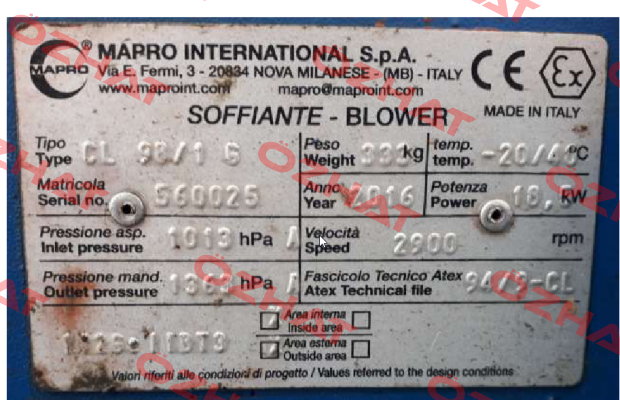 MAPRO® MAPRO INTERNATIONAL S.p.A.
Via E. Fermi, 3 - 20834 NOVA MILANESE - (MB) - ITALY
www.maproint.com mapro@maproint.com
CE Ex
SOFFIANTE - BLOWER MADE IN ITALY
Tipo Peso temp.
Type CL 98/1 G Weight kg temp. °C
Matricola Anno Potenza
Serial no. 560025 Year 2016 Power kW
Pressione asp. Velocità
Inlet pressure 1013 hPa A Speed 2900 rpm
Pressione mand. Fascicolo Tecnico Atex
Outlet pressure hPa A Atex Technical file
Area interna
Inside area
Area esterna
Outside area
Valori riferiti alle condizioni di progetto / Values referred to the design conditions
OZHAT